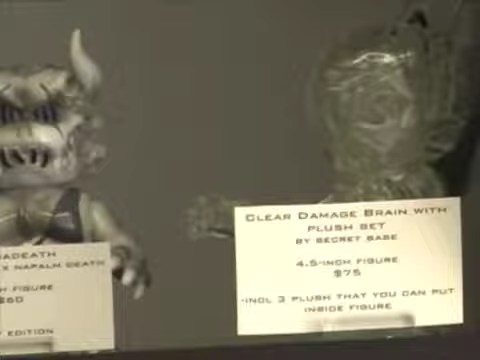 ADEATH
X NAPALM DEATH
H FIGURE
$60
EDITION
CLEAR DAMAGE BRAIN WITH
PLUSH SET
BY SECRET BASE
4.5-INCH FIGURE
$75
-INCL 3 PLUSH THAT YOU CAN PUT
INSIDE FIGURE